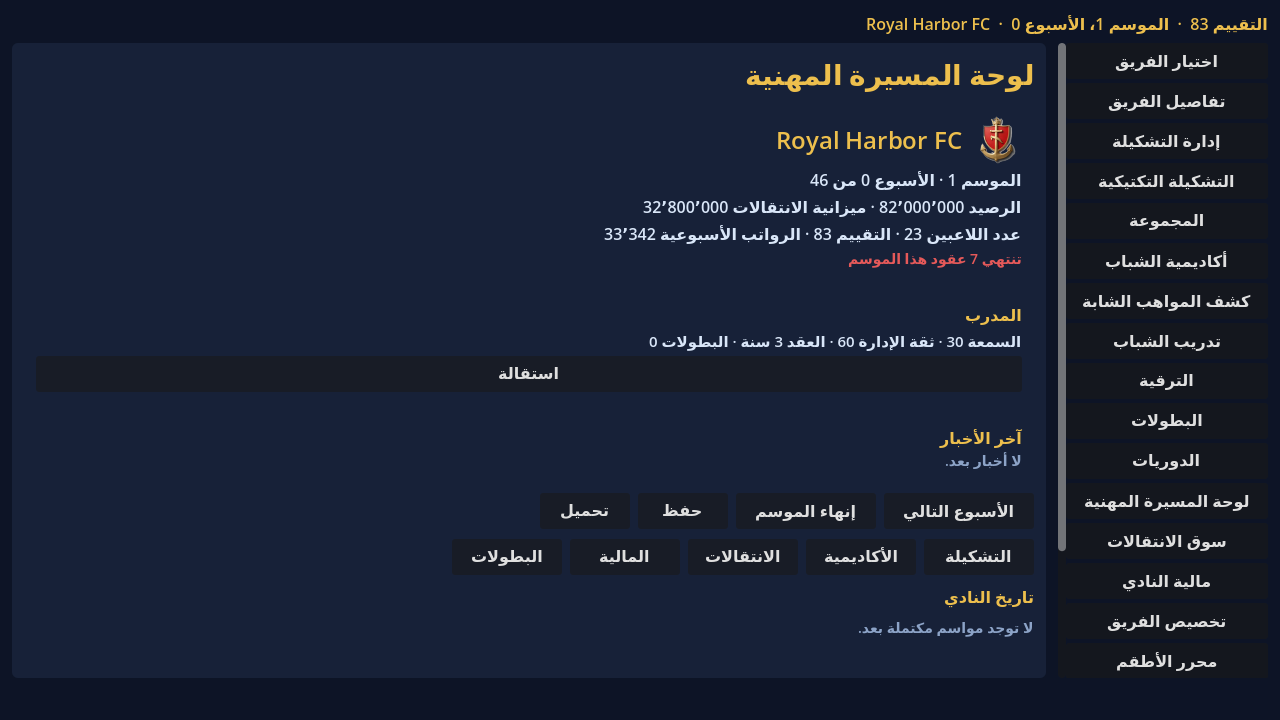 التقييم 83 · الموسم 1، الأسبوع 0 · Royal Harbor FC
اختيار الفريق
تفاصيل الفريق
إدارة التشكيلة
التشكيلة التكتيكية
المجموعة
أكاديمية الشباب
كشف المواهب الشابة
تدريب الشباب
الترقية
البطولات
الدوريات
لوحة المسيرة المهنية
سوق الانتقالات
مالية النادي
تخصيص الفريق
محرر الأطقم
لوحة المسيرة المهنية
Royal Harbor FC
الموسم 1 · الأسبوع 0 من 46
الرصيد 82٬000٬000 · ميزانية الانتقالات 32٬800٬000
عدد اللاعبين 23 · التقييم 83 · الرواتب الأسبوعية 33٬342
تنتهي 7 عقود هذا الموسم
المدرب
السمعة 30 · ثقة الإدارة 60 · العقد 3 سنة · البطولات 0
استقالة
آخر الأخبار
لا أخبار بعد.
الأسبوع التالي إنهاء الموسم حفظ تحميل
التشكيلة الأكاديمية الانتقالات المالية البطولات
تاريخ النادي
لا توجد مواسم مكتملة بعد.